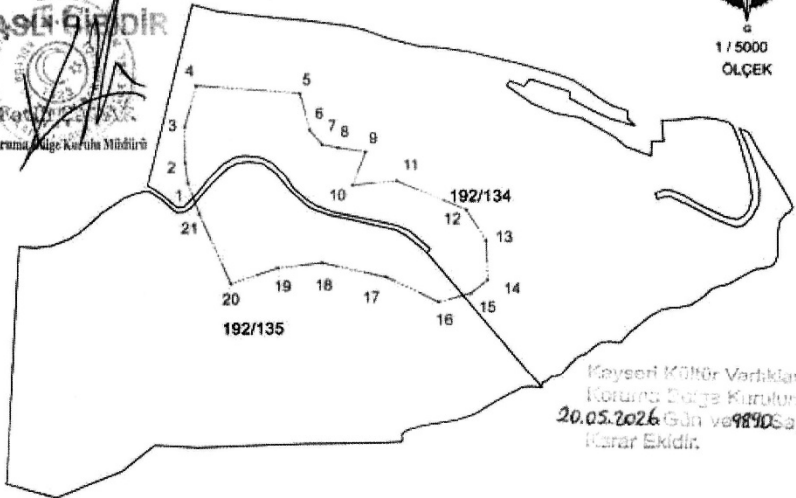 ASLI GİBİDİR
G
1 / 5000
ÖLÇEK
Koruma Bölge Kurulu Müdürü
4
5
6
7
8
9
3
2
1
10
11
192/134
12
13
21
14
15
16
17
18
19
20
192/135
Kayseri Kültür Varlıkları
Koruma Bölge Kurulunun
20.05.2026 Gün ve 9890 Sa
Karar Ekidir.